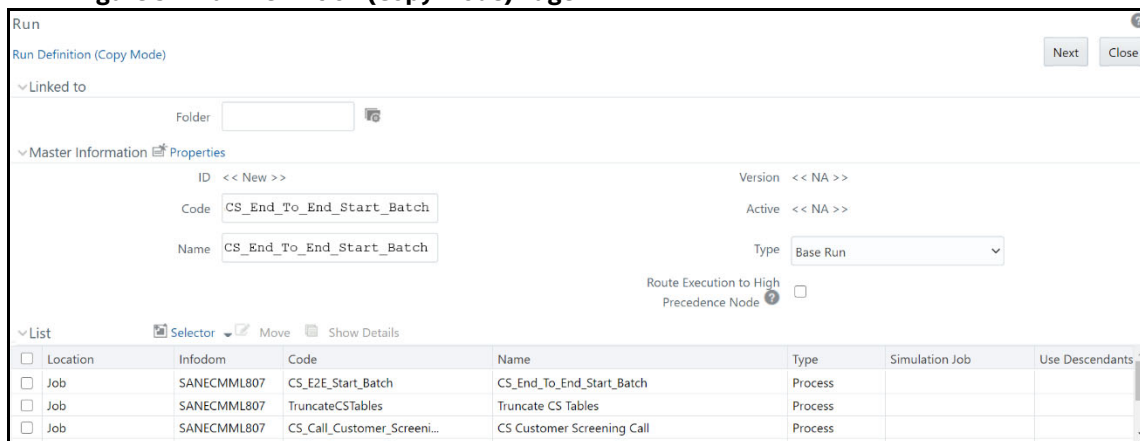 Run
Run Definition (Copy Mode) Next Close
Linked to
Folder
Master Information Properties
ID << New >> Version << NA >>
Code CS_End_To_End_Start_Batch Active << NA >>
Name CS_End_To_End_Start_Batch Type Base Run
Route Execution to High
Precedence Node ?
List Selector Move Show Details
Location Infodom Code Name Type Simulation Job Use Descendants
Job SANECMML807 CS_E2E_Start_Batch CS_End_To_End_Start_Batch Process
Job SANECMML807 TruncateCSTables Truncate CS Tables Process
Job SANECMML807 CS_Call_Customer_Screeni... CS Customer Screening Call Process